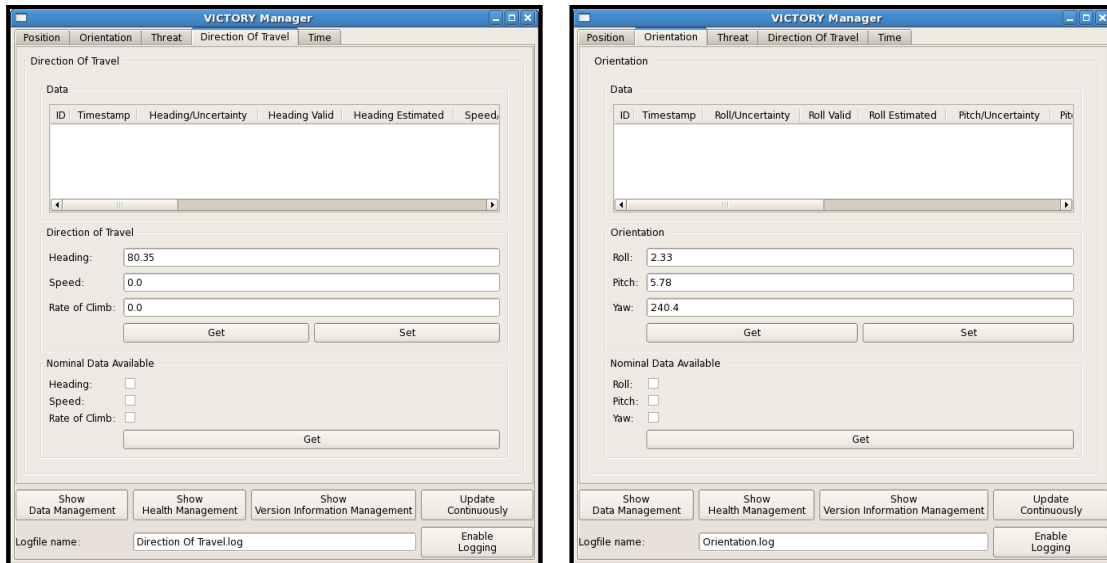 VICTORY Manager
Position Orientation Threat Direction Of Travel Time
Direction Of Travel
Data
ID Timestamp Heading/Uncertainty Heading Valid Heading Estimated Speed/
Direction of Travel
Heading: 80.35
Speed: 0.0
Rate of Climb: 0.0
Get Set
Nominal Data Available
Heading:
Speed:
Rate of Climb:
Get
Show Show Show Update
Data Management Health Management Version Information Management Continuously
Logfile name: Direction Of Travel.log Enable
Logging
VICTORY Manager
Position Orientation Threat Direction Of Travel Time
Orientation
Data
ID Timestamp Roll/Uncertainty Roll Valid Roll Estimated Pitch/Uncertainty
Orientation
Roll: 2.33
Pitch: 5.78
Yaw: 240.4
Get Set
Nominal Data Available
Roll:
Pitch:
Yaw:
Get
Show Show Show Update
Data Management Health Management Version Information Management Continuously
Logfile name: Orientation.log Enable
Logging